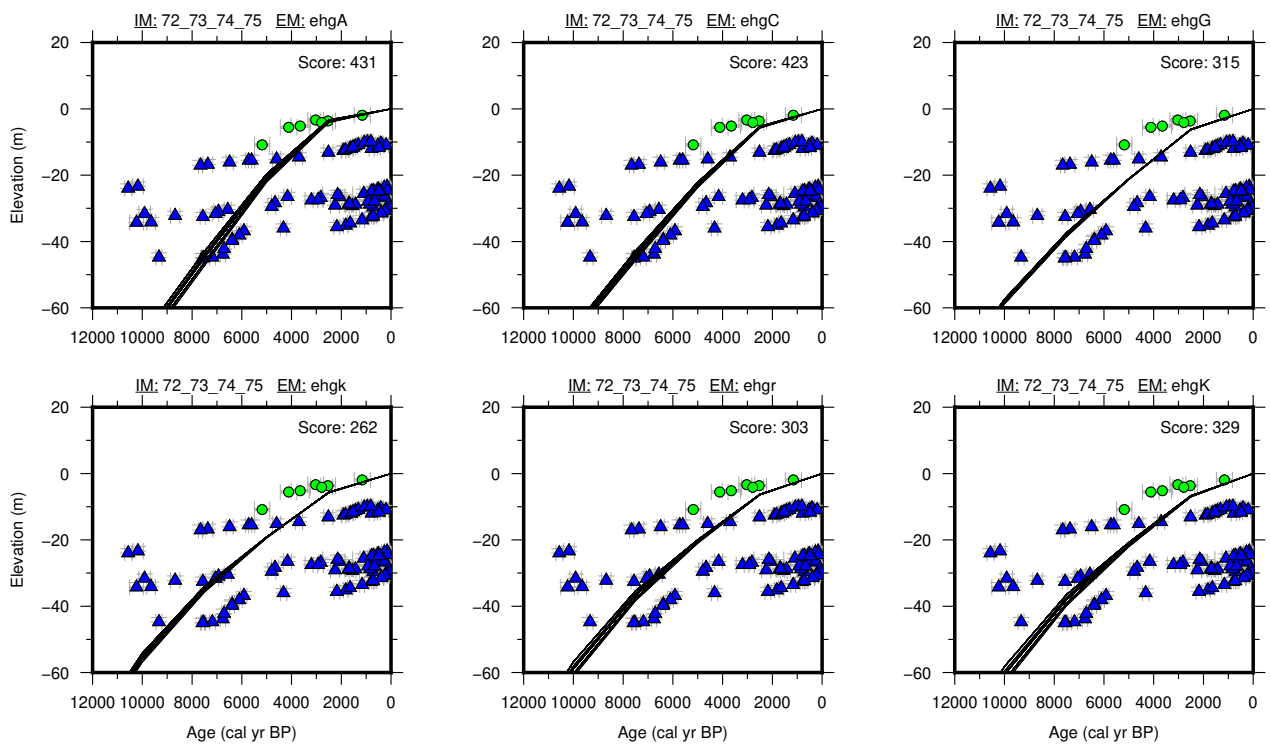 IM: 72_73_74_75 EM: ehgA
IM: 72_73_74_75 EM: ehgC
IM: 72_73_74_75 EM: ehgG
Score: 431
Score: 423
Score: 315
Elevation (m)
20
0
−20
−40
−60
12000 10000 8000 6000 4000 2000 0
12000 10000 8000 6000 4000 2000 0
12000 10000 8000 6000 4000 2000 0
IM: 72_73_74_75 EM: ehgk
IM: 72_73_74_75 EM: ehgr
IM: 72_73_74_75 EM: ehgK
Score: 262
Score: 303
Score: 329
Elevation (m)
20
0
−20
−40
−60
12000 10000 8000 6000 4000 2000 0
12000 10000 8000 6000 4000 2000 0
12000 10000 8000 6000 4000 2000 0
Age (cal yr BP)
Age (cal yr BP)
Age (cal yr BP)